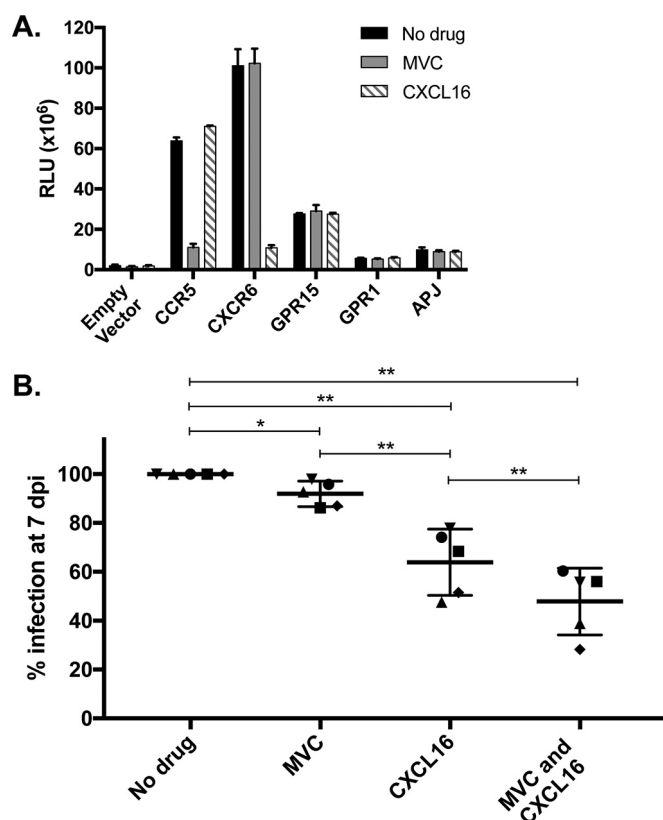 A.
No drug
MVC
CXCL16
RLU (x10⁶)
120
100
80
60
40
20
0
Empty
Vector
CCR5
CXCR6
GPR15
GPR1
APJ
B.
**
**
*
**
**
% infection at 7 dpi
100
80
60
40
20
0
No drug
MVC
CXCL16
MVC and
CXCL16